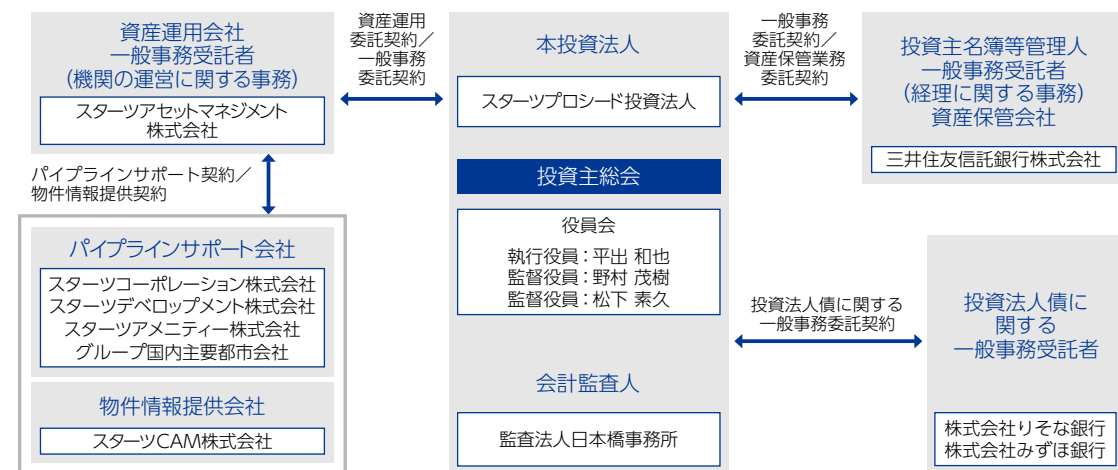 資産運用会社
一般事務受託者
(機関の運営に関する事務)
スターツアセットマネジメント
株式会社
資産運用
委託契約/
一般事務
委託契約
本投資法人
スターツプロシード投資法人
一般事務
委託契約/
資産保管業務
委託契約
投資主名簿等管理人
一般事務受託者
(経理に関する事務)
資産保管会社
三井住友信託銀行株式会社
パイプラインサポート契約/
物件情報提供契約
パイプラインサポート会社
スターツコーポレーション株式会社
スターツデベロップメント株式会社
スターツアメニティー株式会社
グループ国内主要都市会社
物件情報提供会社
スターツCAM株式会社
投資主総会
役員会
執行役員:平出 和也
監督役員:野村 茂樹
監督役員:松下 素久
会計監査人
監査法人日本橋事務所
投資法人債に関する
一般事務委託契約
投資法人債に
関する
一般事務受託者
株式会社りそな銀行
株式会社みずほ銀行